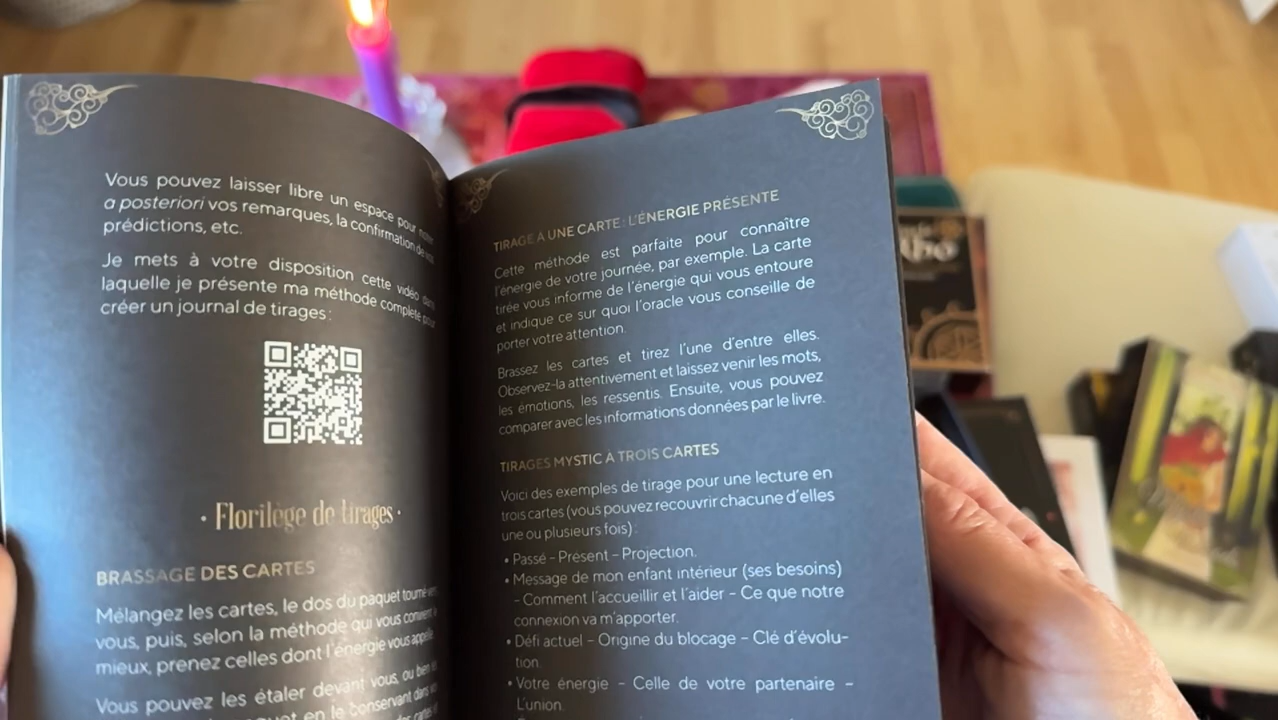 Vous pouvez laisser libre un espace pour noter
a posteriori vos remarques, la confirmation de vos
prédictions, etc.
Je mets à votre disposition cette vidéo dans
laquelle je présente ma méthode complète pour
créer un journal de tirages :
• Florilège de tirages •
BRASSAGE DES CARTES
Mélangez les cartes, le dos du paquet tourné vers
vous, puis, selon la méthode qui vous convient le
mieux, prenez celles dont l'énergie vous appelle.
Vous pouvez les étaler devant vous, ou bien
en le conservant dans
TIRAGE À UNE CARTE : L'ÉNERGIE PRÉSENTE
Cette méthode est parfaite pour connaître
l'énergie de votre journée, par exemple. La carte
tirée vous informe de l'énergie qui vous entoure
et indique ce sur quoi l'oracle vous conseille de
porter votre attention.
Brassez les cartes et tirez l'une d'entre elles.
Observez-la attentivement et laissez venir les mots,
les émotions, les ressentis. Ensuite, vous pouvez
comparer avec les informations données par le livre.
TIRAGES MYSTIC À TROIS CARTES
Voici des exemples de tirage pour une lecture en
trois cartes (vous pouvez recouvrir chacune d'elles
une ou plusieurs fois) :
• Passé – Présent – Projection.
• Message de mon enfant intérieur (ses besoins)
– Comment l'accueillir et l'aider – Ce que notre
connexion va m'apporter.
• Défi actuel – Origine du blocage – Clé d'évolu-
tion.
• Votre énergie – Celle de votre partenaire –
L'union.